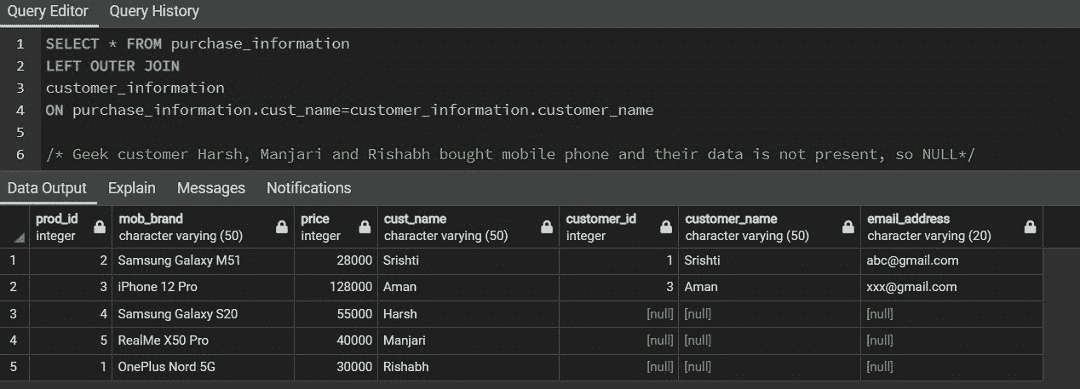 Query Editor Query History
1 SELECT * FROM purchase_information
2 LEFT OUTER JOIN
3 customer_information
4 ON purchase_information.cust_name=customer_information.customer_name
5
6 /* Geek customer Harsh, Manjari and Rishabh bought mobile phone and their data is not present, so NULL*/
Data Output Explain Messages Notifications
prod_id mob_brand price cust_name customer_id customer_name email_address
integer character varying (50) integer character varying (50) integer character varying (50) character varying (20)
1 2 Samsung Galaxy M51 28000 Srishti 1 Srishti abc@gmail.com
2 3 iPhone 12 Pro 128000 Aman 3 Aman xxx@gmail.com
3 4 Samsung Galaxy S20 55000 Harsh [null] [null] [null]
4 5 RealMe X50 Pro 40000 Manjari [null] [null] [null]
5 1 OnePlus Nord 5G 30000 Rishabh [null] [null] [null]